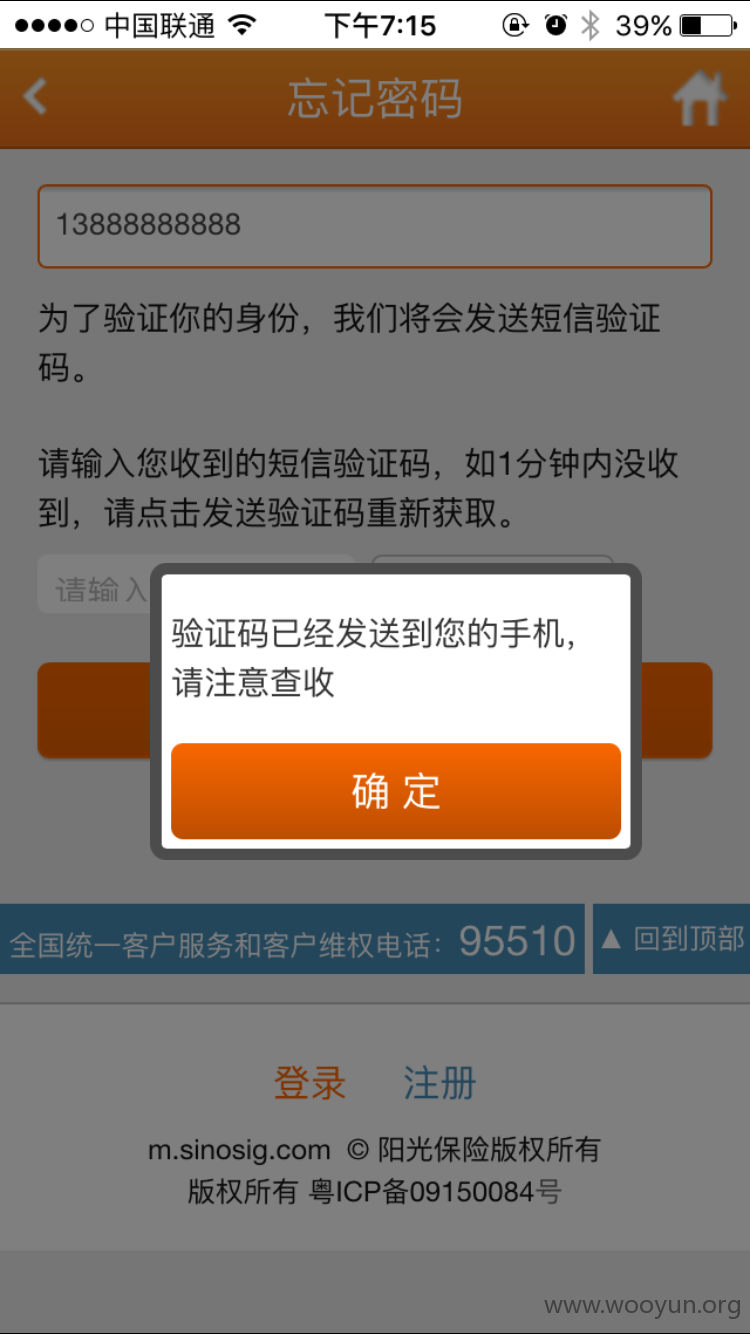 中国联通 下午7:15 39%
忘记密码
13888888888
为了验证你的身份，我们将会发送短信验证
码。
请输入您收到的短信验证码，如1分钟内没收
到，请点击发送验证码重新获取。
请输入
验证码已经发送到您的手机，
请注意查收
确 定
全国统一客户服务和客户维权电话：95510 ▲ 回到顶部
登录 注册
m.sinosig.com © 阳光保险版权所有
版权所有 粤ICP备09150084号
www.wooyun.org